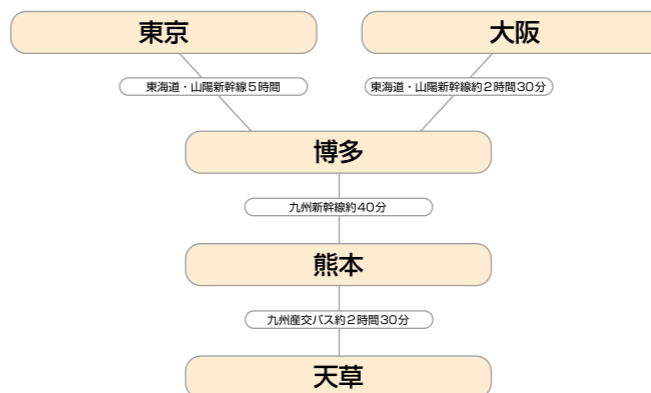 東京
大阪
東海道・山陽新幹線5時間
東海道・山陽新幹線約2時間30分
博多
九州新幹線約40分
熊本
九州産交バス約2時間30分
天草